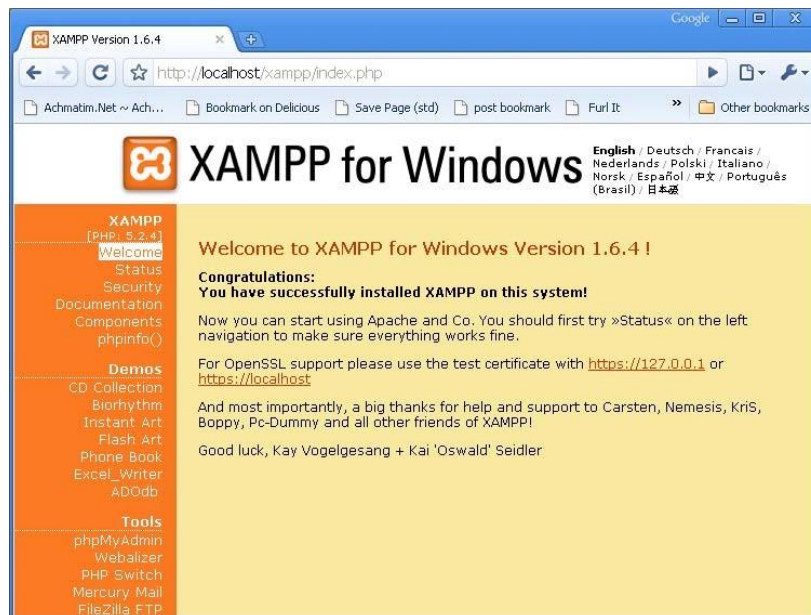 Google
XAMPP Version 1.6.4
http://localhost/xampp/index.php
Achmatim.Net ~ Ach...
Bookmark on Delicious
Save Page (std)
post bookmark
Furl It
»
Other bookmarks
XAMPP for Windows
English / Deutsch / Francais /
Nederlands / Polski / Italiano /
Norsk / Español / 中文 / Português
(Brasil) / 日本語
XAMPP
[PHP: 5.2.4]
Welcome
Status
Security
Documentation
Components
phpinfo()
Demos
CD Collection
Biorhythm
Instant Art
Flash Art
Phone Book
Excel_Writer
ADOdb
Tools
phpMyAdmin
Webalizer
PHP Switch
Mercury Mail
FileZilla FTP
Welcome to XAMPP for Windows Version 1.6.4 !
Congratulations:
You have successfully installed XAMPP on this system!
Now you can start using Apache and Co. You should first try »Status« on the left
navigation to make sure everything works fine.
For OpenSSL support please use the test certificate with https://127.0.0.1 or
https://localhost
And most importantly, a big thanks for help and support to Carsten, Nemesis, KriS,
Boppy, Pc-Dummy and all other friends of XAMPP!
Good luck, Kay Vogelgesang + Kai 'Oswald' Seidler